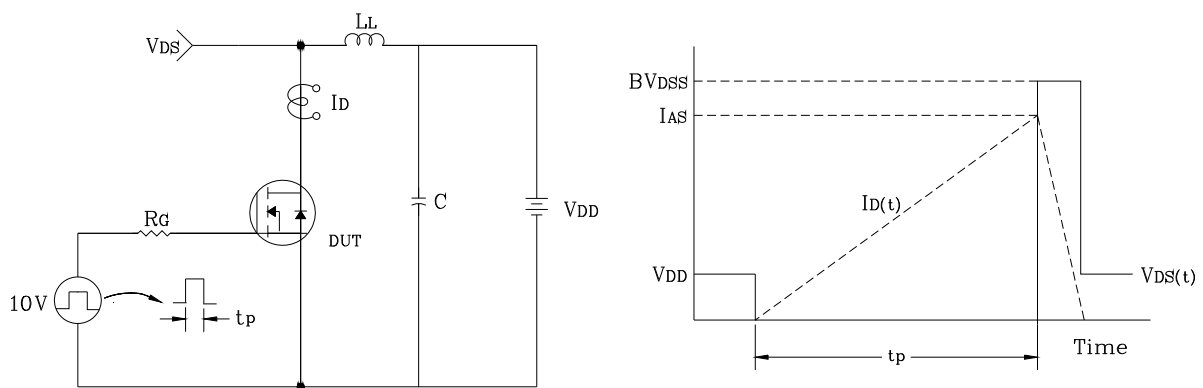 VDS
LL
ID
RG
DUT
C
VDD
10V
tp
BVDSS
IAS
ID(t)
VDD
VDS(t)
tp
Time